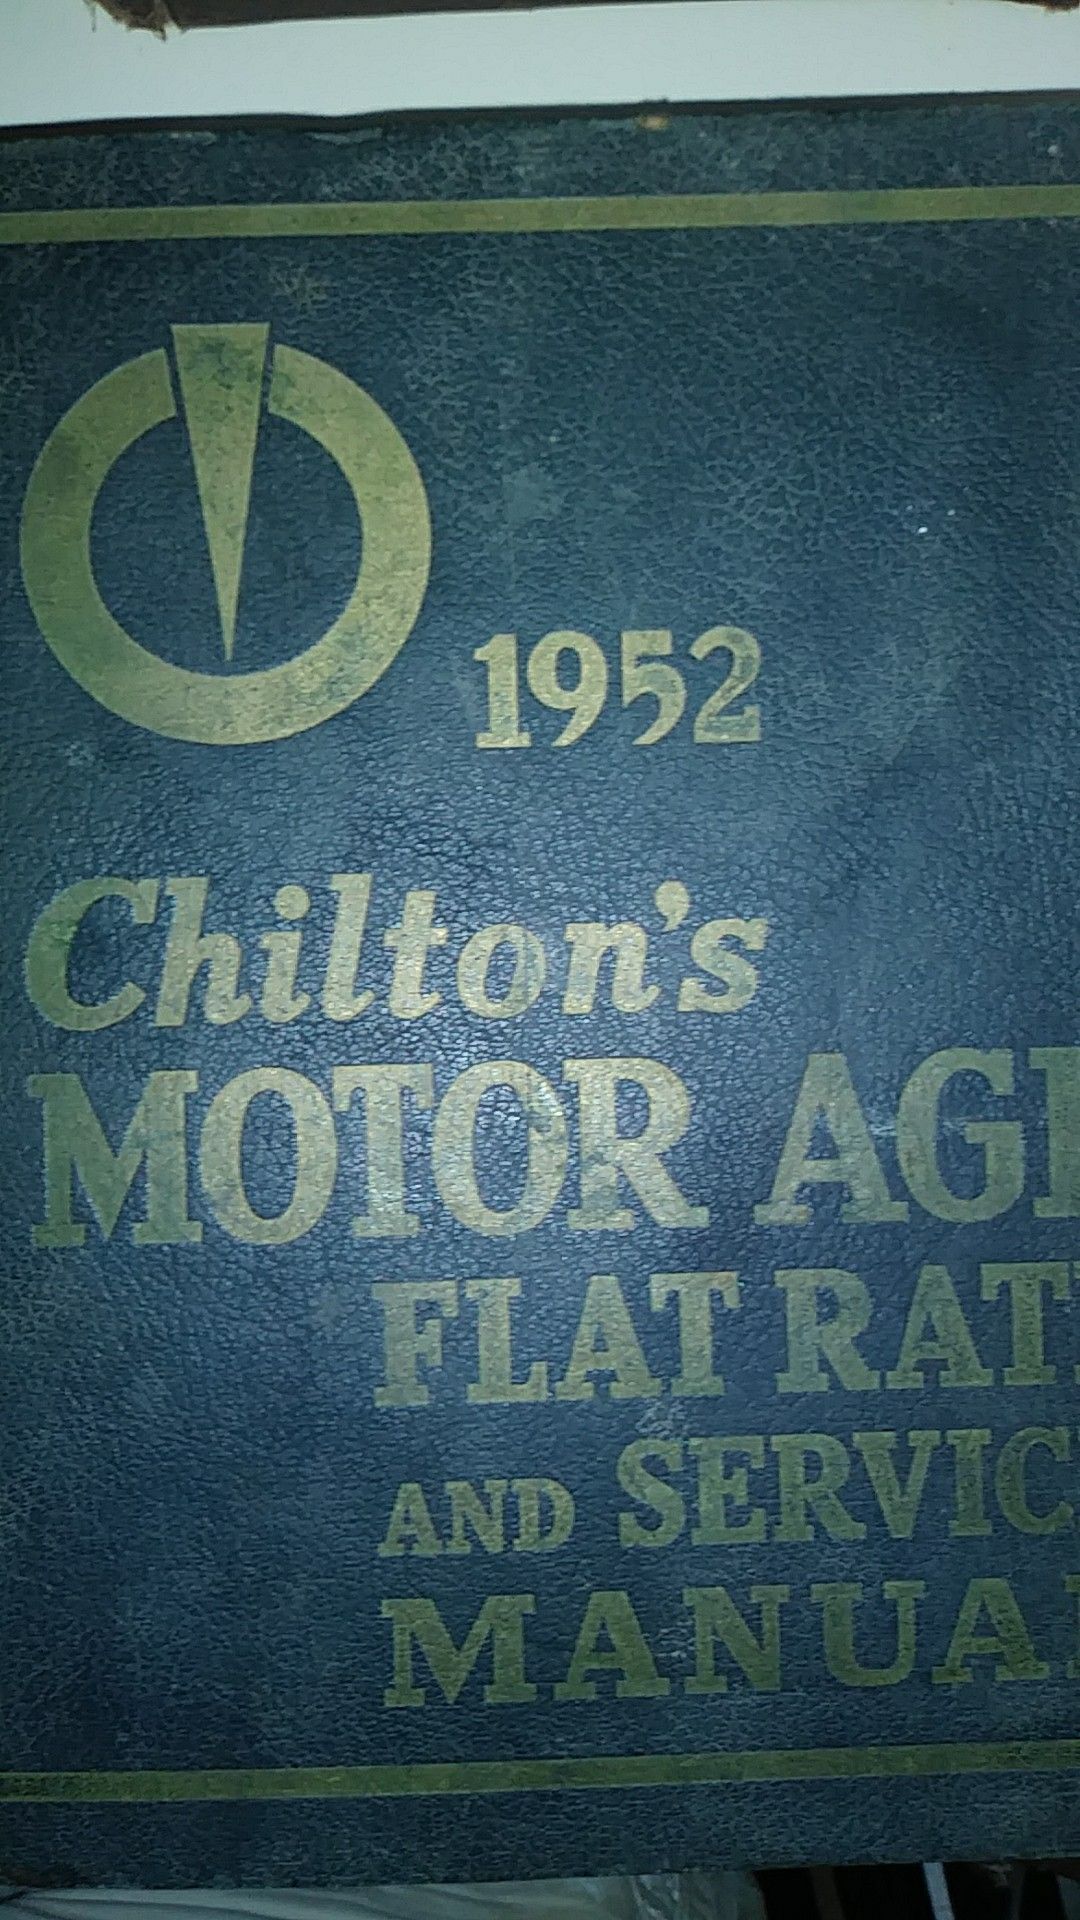 1952
Chilton's
MOTOR AG
FLAT RAT
AND SERVIC
MANUA